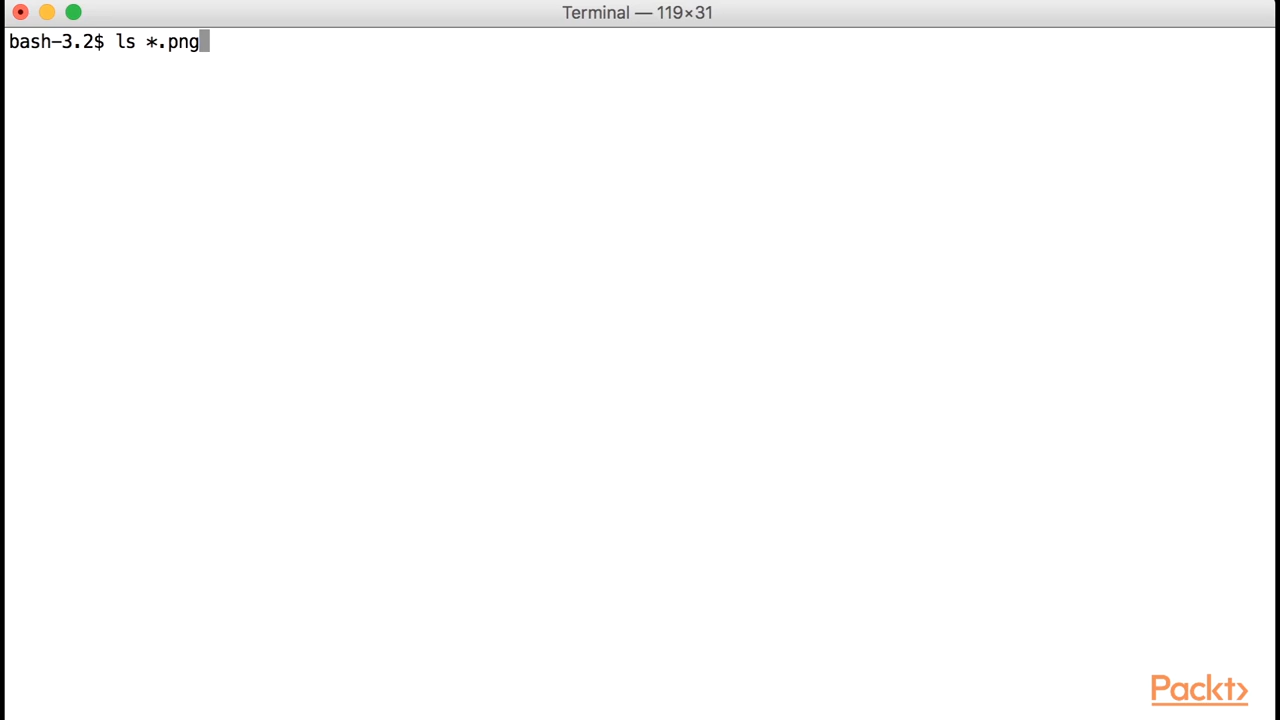 Terminal — 119×31
bash-3.2$ ls *.png
Packt>